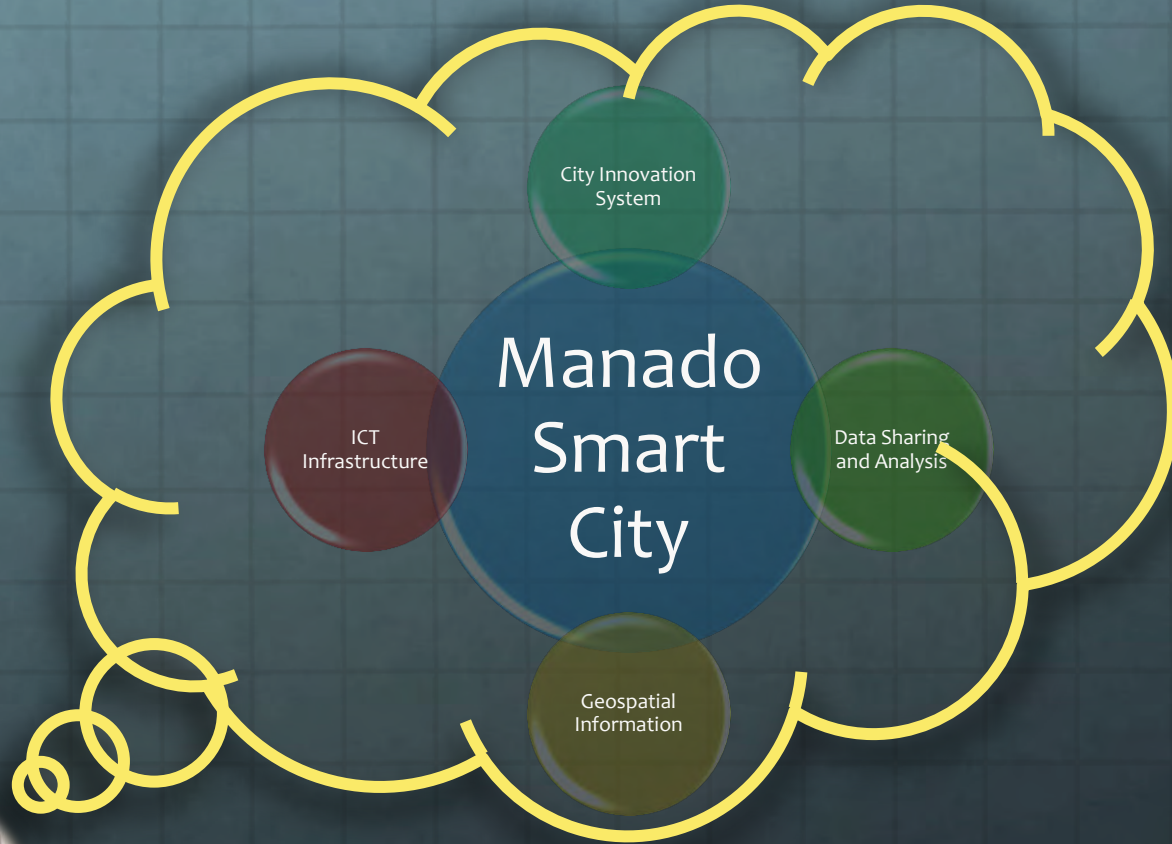 City Innovation
System
Manado
Smart
City
ICT
Infrastructure
Data Sharing
and Analysis
Geospatial
Information